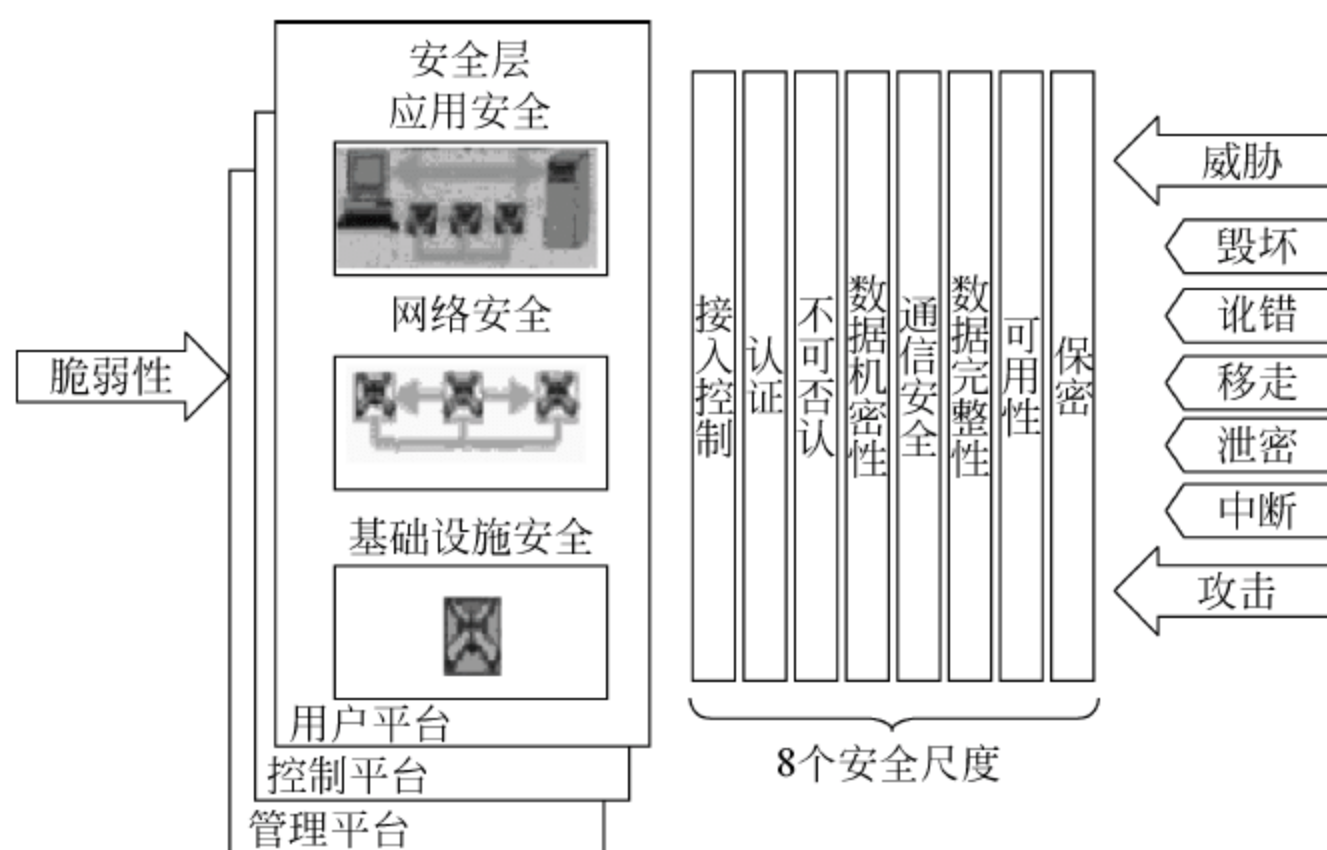 安全层
应用安全
网络安全
基础设施安全
用户平台
控制平台
管理平台
脆弱性
接入控制
认证
不可否认
数据机密性
通信安全
数据完整性
可用性
保密
8个安全尺度
威胁
毁坏
讹错
移走
泄密
中断
攻击